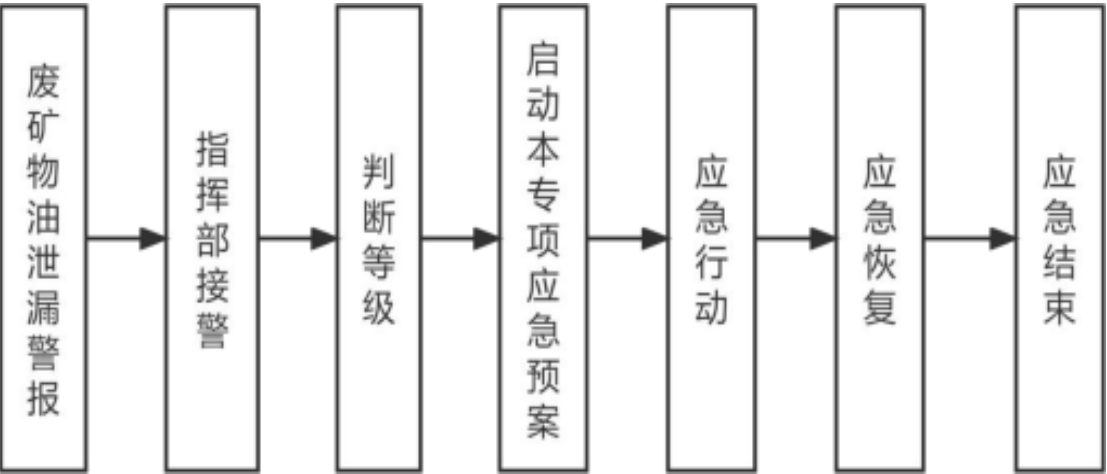 废矿物油泄漏警报
指挥部接警
判断等级
启动本专项应急预案
应急行动
应急恢复
应急结束